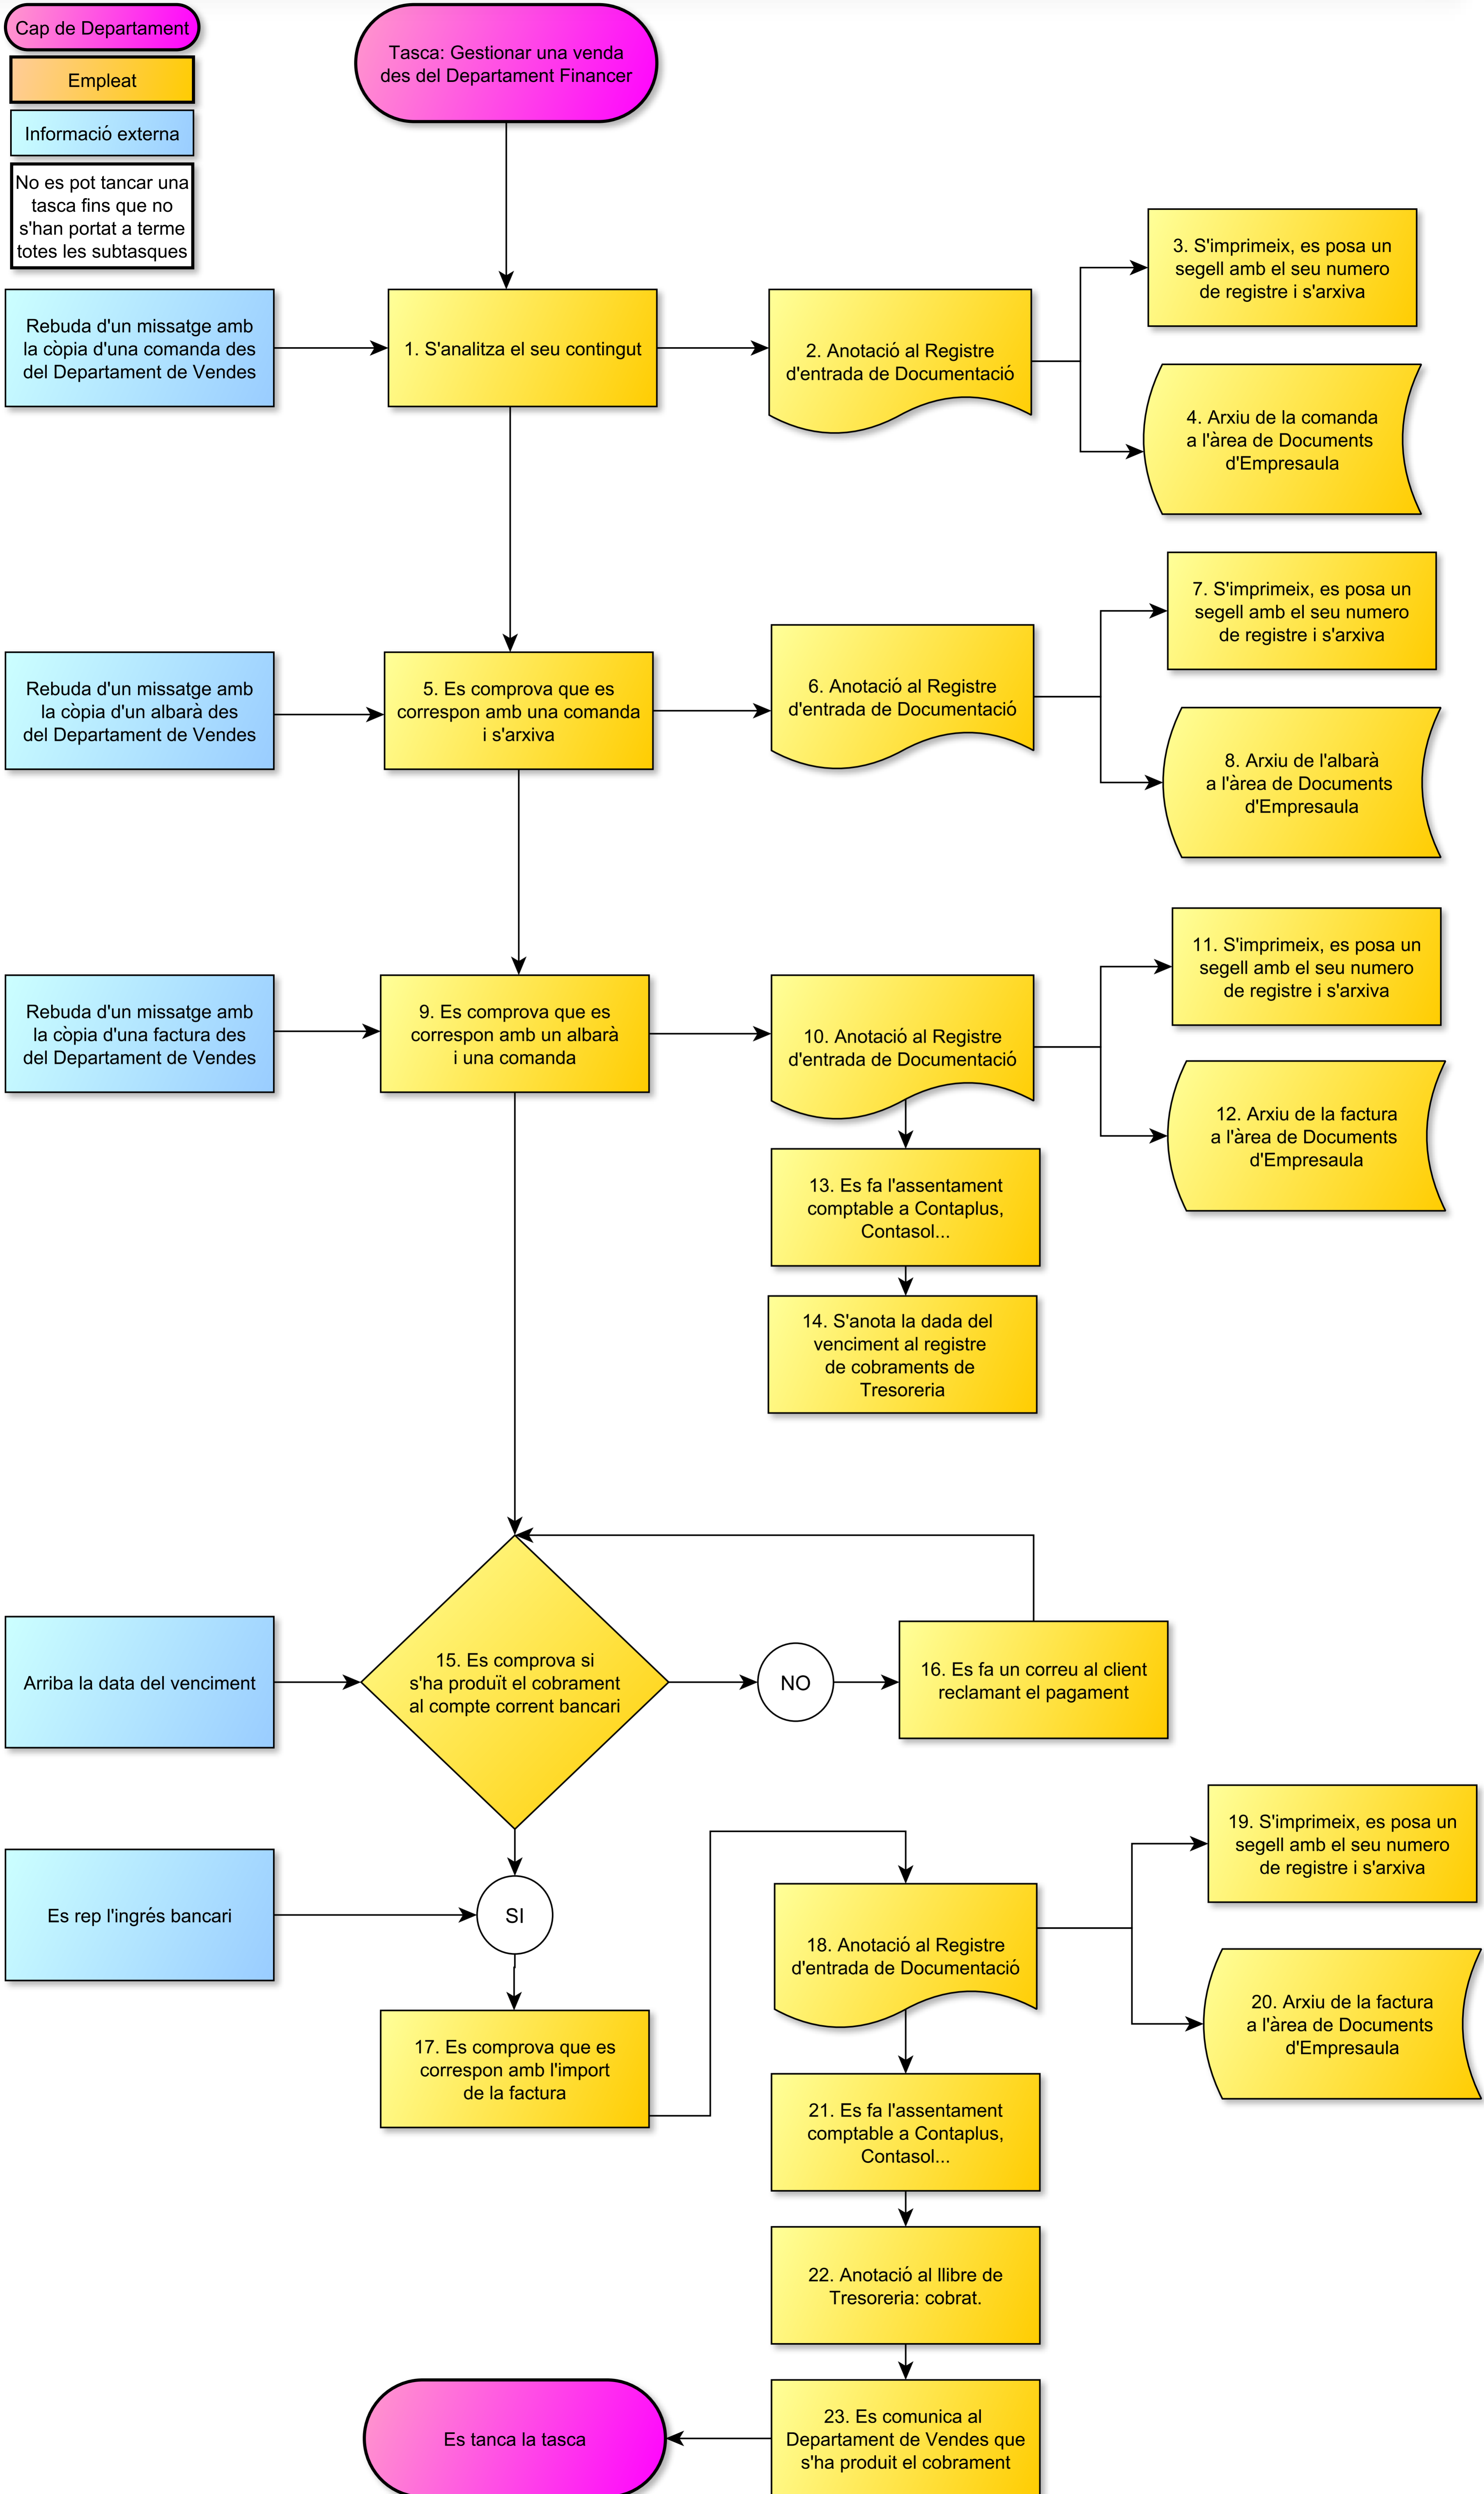 Cap de Departament
Empleat
Informació externa
No es pot tancar una
tasca fins que no
s'han portat a terme
totes les subtasques
Tasca: Gestionar una venda
des del Departament Financer
Rebuda d'un missatge amb
la còpia d'una comanda des
del Departament de Vendes
1. S'analitza el seu contingut
2. Anotació al Registre
d'entrada de Documentació
3. S'imprimeix, es posa un
segell amb el seu numero
de registre i s'arxiva
4. Arxiu de la comanda
a l'àrea de Documents
d'Empresaula
Rebuda d'un missatge amb
la còpia d'un albarà des
del Departament de Vendes
5. Es comprova que es
correspon amb una comanda
i s'arxiva
6. Anotació al Registre
d'entrada de Documentació
7. S'imprimeix, es posa un
segell amb el seu numero
de registre i s'arxiva
8. Arxiu de l'albarà
a l'àrea de Documents
d'Empresaula
Rebuda d'un missatge amb
la còpia d'una factura des
del Departament de Vendes
9. Es comprova que es
correspon amb un albarà
i una comanda
10. Anotació al Registre
d'entrada de Documentació
11. S'imprimeix, es posa un
segell amb el seu numero
de registre i s'arxiva
12. Arxiu de la factura
a l'àrea de Documents
d'Empresaula
13. Es fa l'assentament
comptable a Contaplus,
Contasol...
14. S'anota la dada del
venciment al registre
de cobraments de
Tresoreria
Arriba la data del venciment
15. Es comprova si
s'ha produït el cobrament
al compte corrent bancari
NO
16. Es fa un correu al client
reclamant el pagament
Es rep l'ingrés bancari
SI
17. Es comprova que es
correspon amb l'import
de la factura
18. Anotació al Registre
d'entrada de Documentació
19. S'imprimeix, es posa un
segell amb el seu numero
de registre i s'arxiva
20. Arxiu de la factura
a l'àrea de Documents
d'Empresaula
21. Es fa l'assentament
comptable a Contaplus,
Contasol...
22. Anotació al llibre de
Tresoreria: cobrat.
23. Es comunica al
Departament de Vendes que
s'ha produit el cobrament
Es tanca la tasca